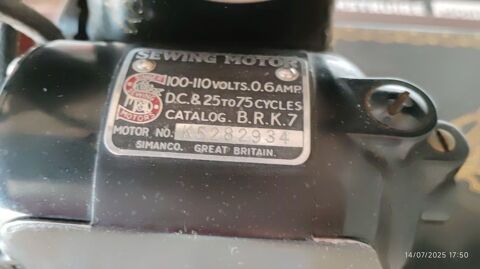 SEWING MOTOR
100-110 VOLTS. 0.6 AMP.
D.C. & 25 TO 75 CYCLES
CATALOG. B.R.K.7
MOTORS
MOTOR NO. K5282934
SIMANCO. GREAT BRITAIN.
14/07/2025 17:50